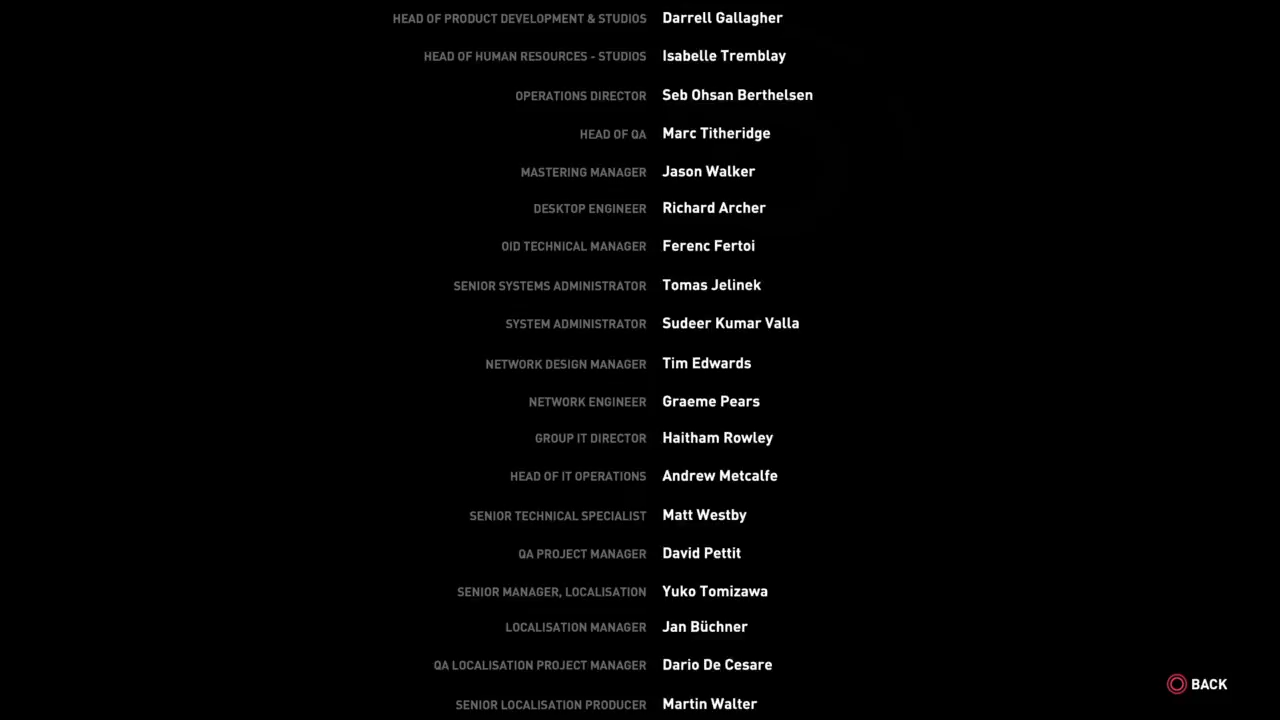 HEAD OF PRODUCT DEVELOPMENT & STUDIOS Darrell Gallagher
HEAD OF HUMAN RESOURCES - STUDIOS Isabelle Tremblay
OPERATIONS DIRECTOR Seb Ohsan Berthelsen
HEAD OF QA Marc Titheridge
MASTERING MANAGER Jason Walker
DESKTOP ENGINEER Richard Archer
OID TECHNICAL MANAGER Ferenc Fertoi
SENIOR SYSTEMS ADMINISTRATOR Tomas Jelinek
SYSTEM ADMINISTRATOR Sudeer Kumar Valla
NETWORK DESIGN MANAGER Tim Edwards
NETWORK ENGINEER Graeme Pears
GROUP IT DIRECTOR Haitham Rowley
HEAD OF IT OPERATIONS Andrew Metcalfe
SENIOR TECHNICAL SPECIALIST Matt Westby
QA PROJECT MANAGER David Pettit
SENIOR MANAGER, LOCALISATION Yuko Tomizawa
LOCALISATION MANAGER Jan Büchner
QA LOCALISATION PROJECT MANAGER Dario De Cesare
SENIOR LOCALISATION PRODUCER Martin Walter
BACK